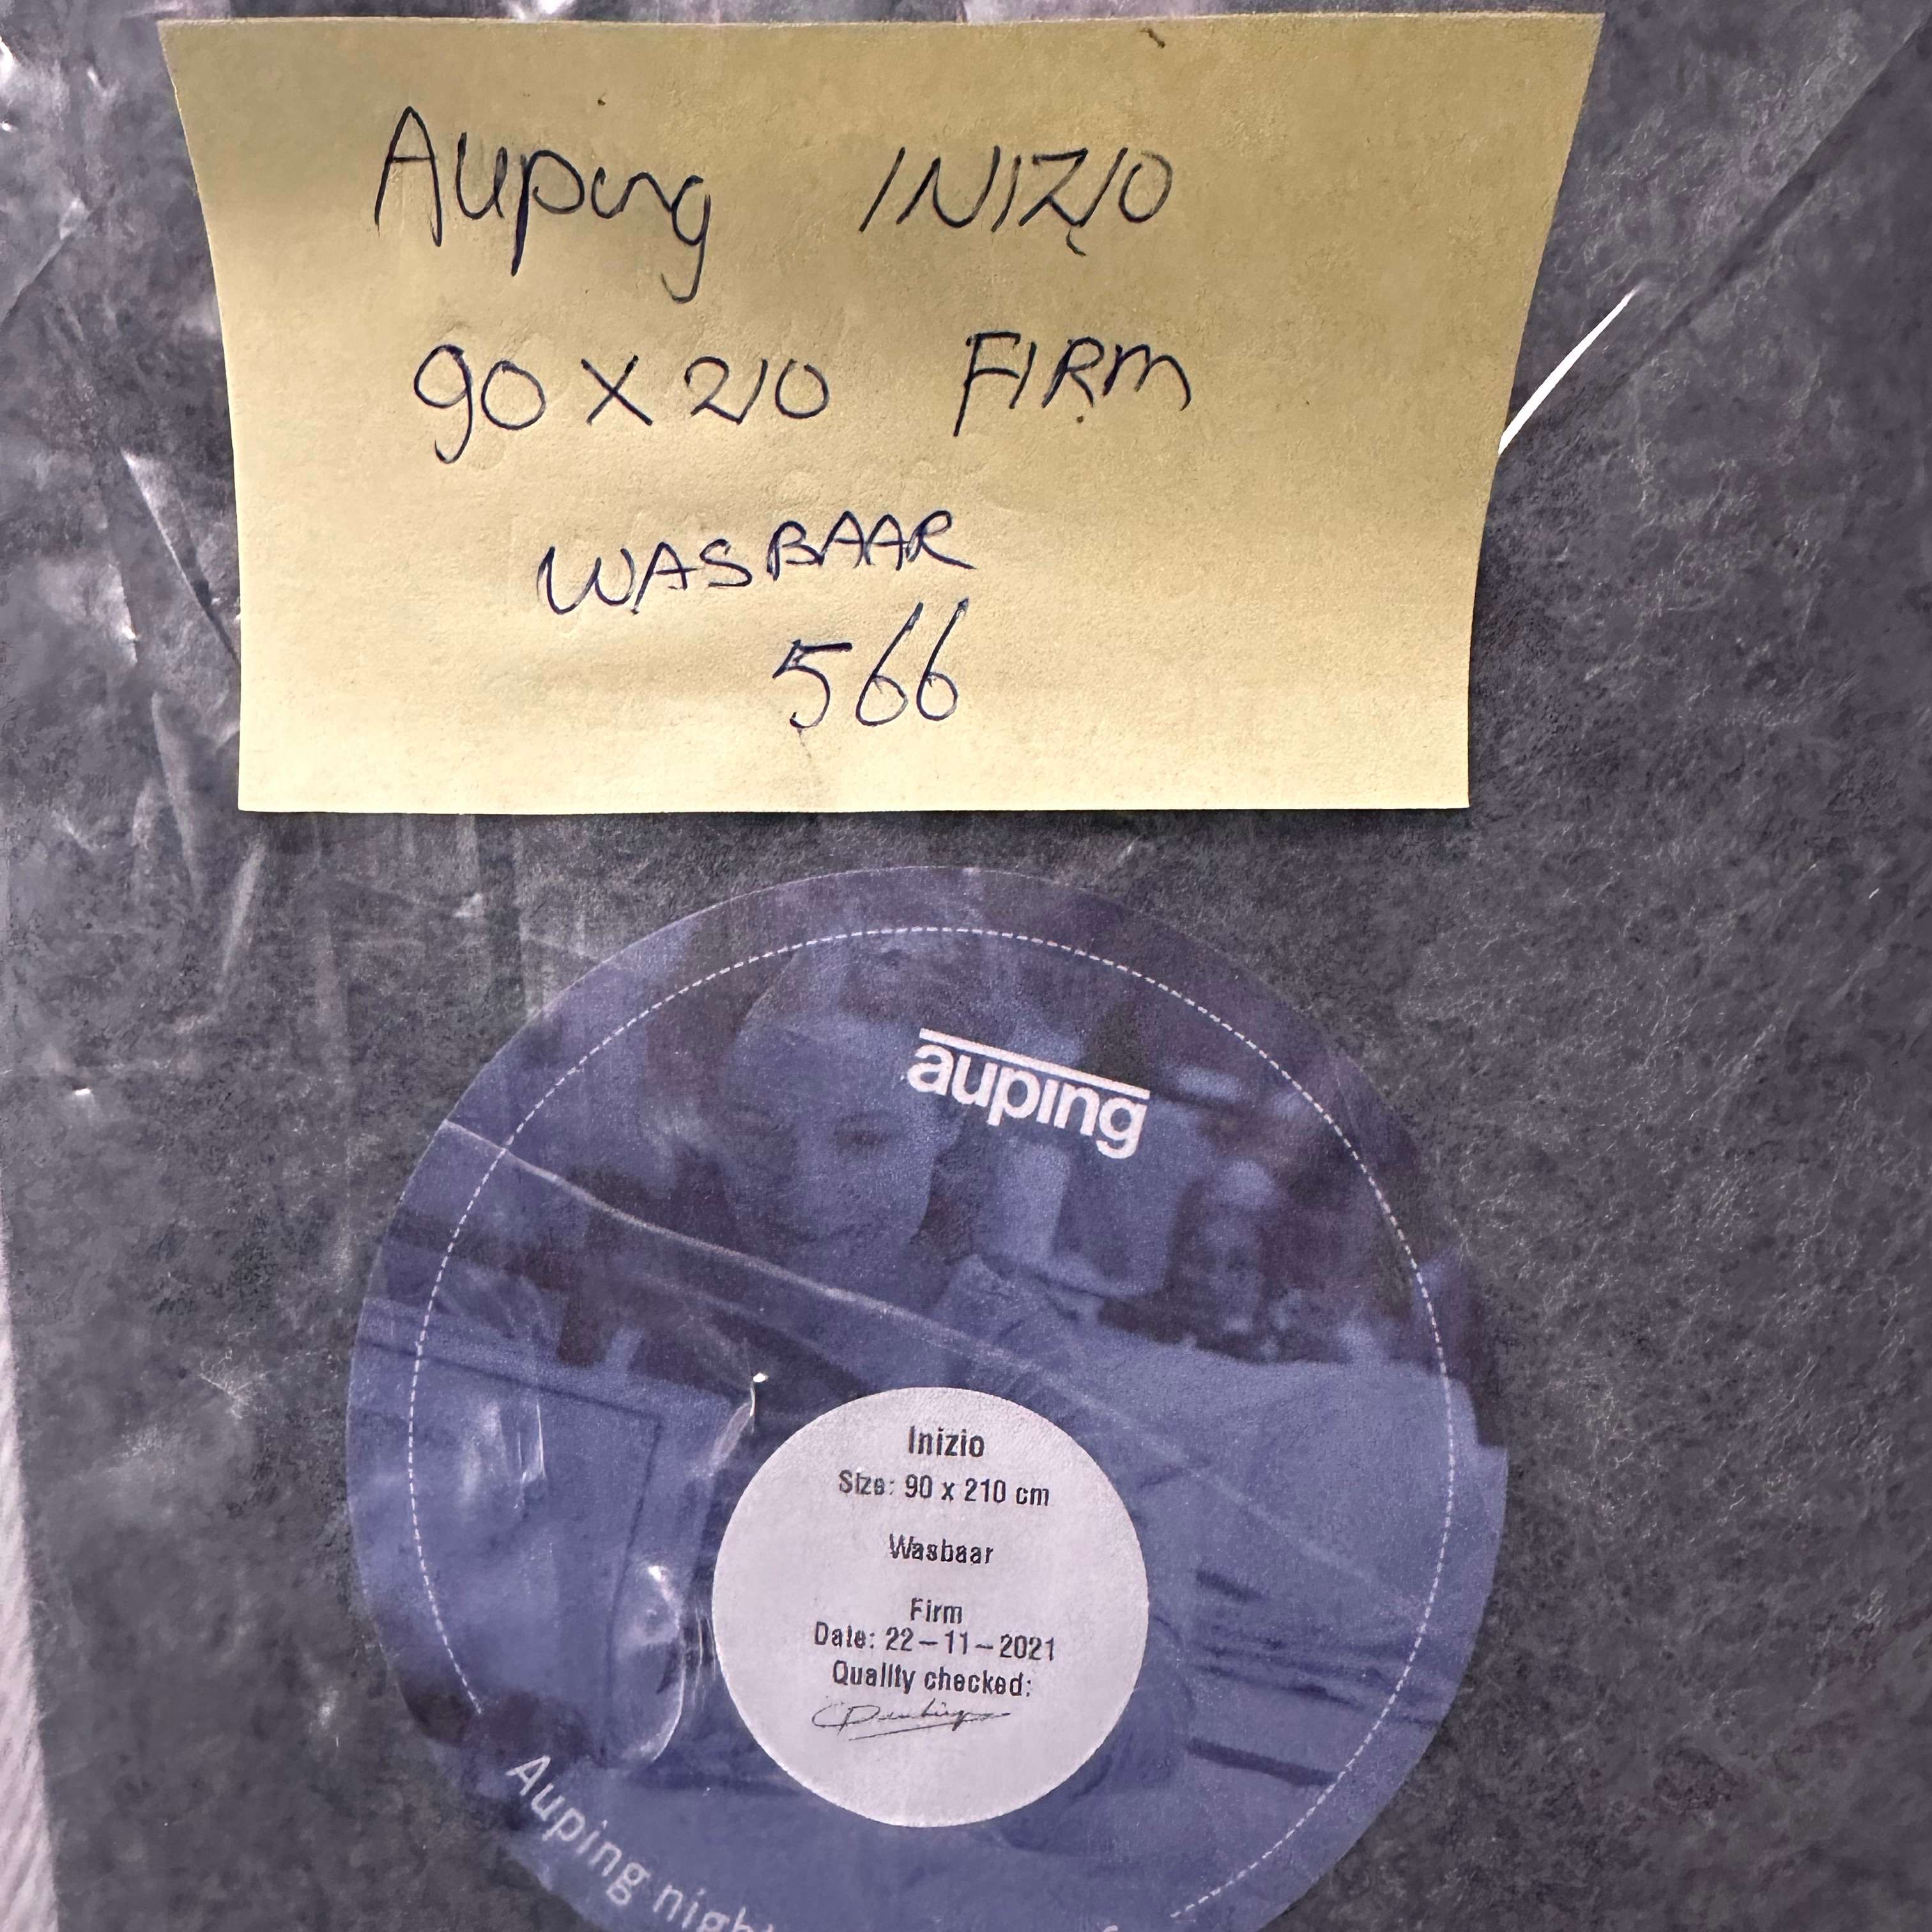 Auping INIZIO
90 X 210 FIRM
WASBAAR
566
auping
Inizio
Size: 90 x 210 cm
Wasbaar
Firm
Date: 22-11-2021
Quality checked:
Auping